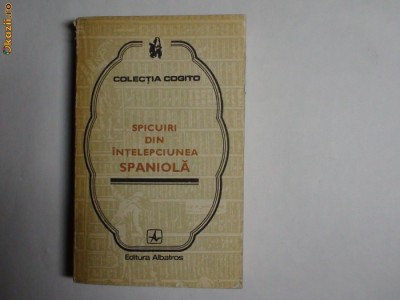 COLECȚIA COGITO
SPICUIRI
DIN
ÎNȚELEPCIUNEA
SPANIOLĂ
Editura Albatros